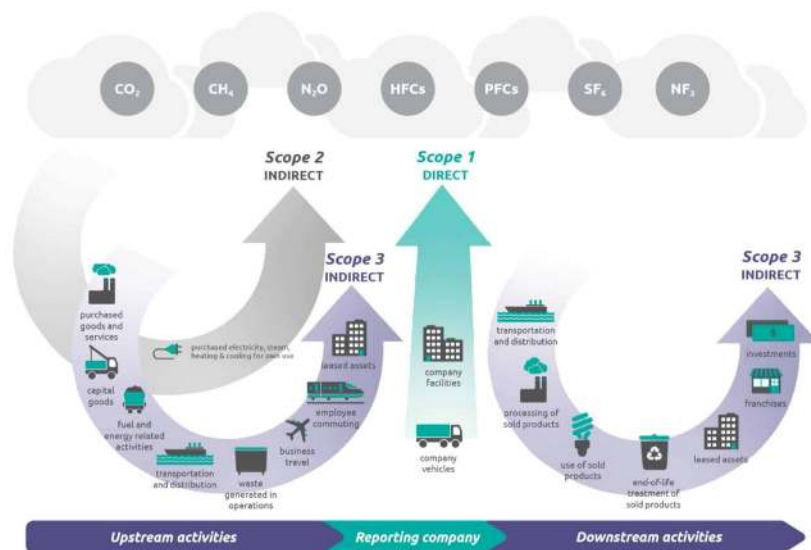 CO₂
CH₄
N₂O
HFCs
PFCs
SF₆
NF₃
Scope 2
INDIRECT
Scope 1
DIRECT
Scope 3
INDIRECT
Scope 3
INDIRECT
purchased
goods and
services
capital
goods
fuel and
energy related
activities
transportation
and distribution
waste
generated in
operations
business
travel
employee
commuting
leased assets
purchased electricity, steam,
heating & cooling for own use
company
facilities
company
vehicles
transportation
and distribution
processing of
sold products
use of sold
products
end-of-life
treatment of
sold products
leased assets
franchises
investments
$
Upstream activities
Reporting company
Downstream activities